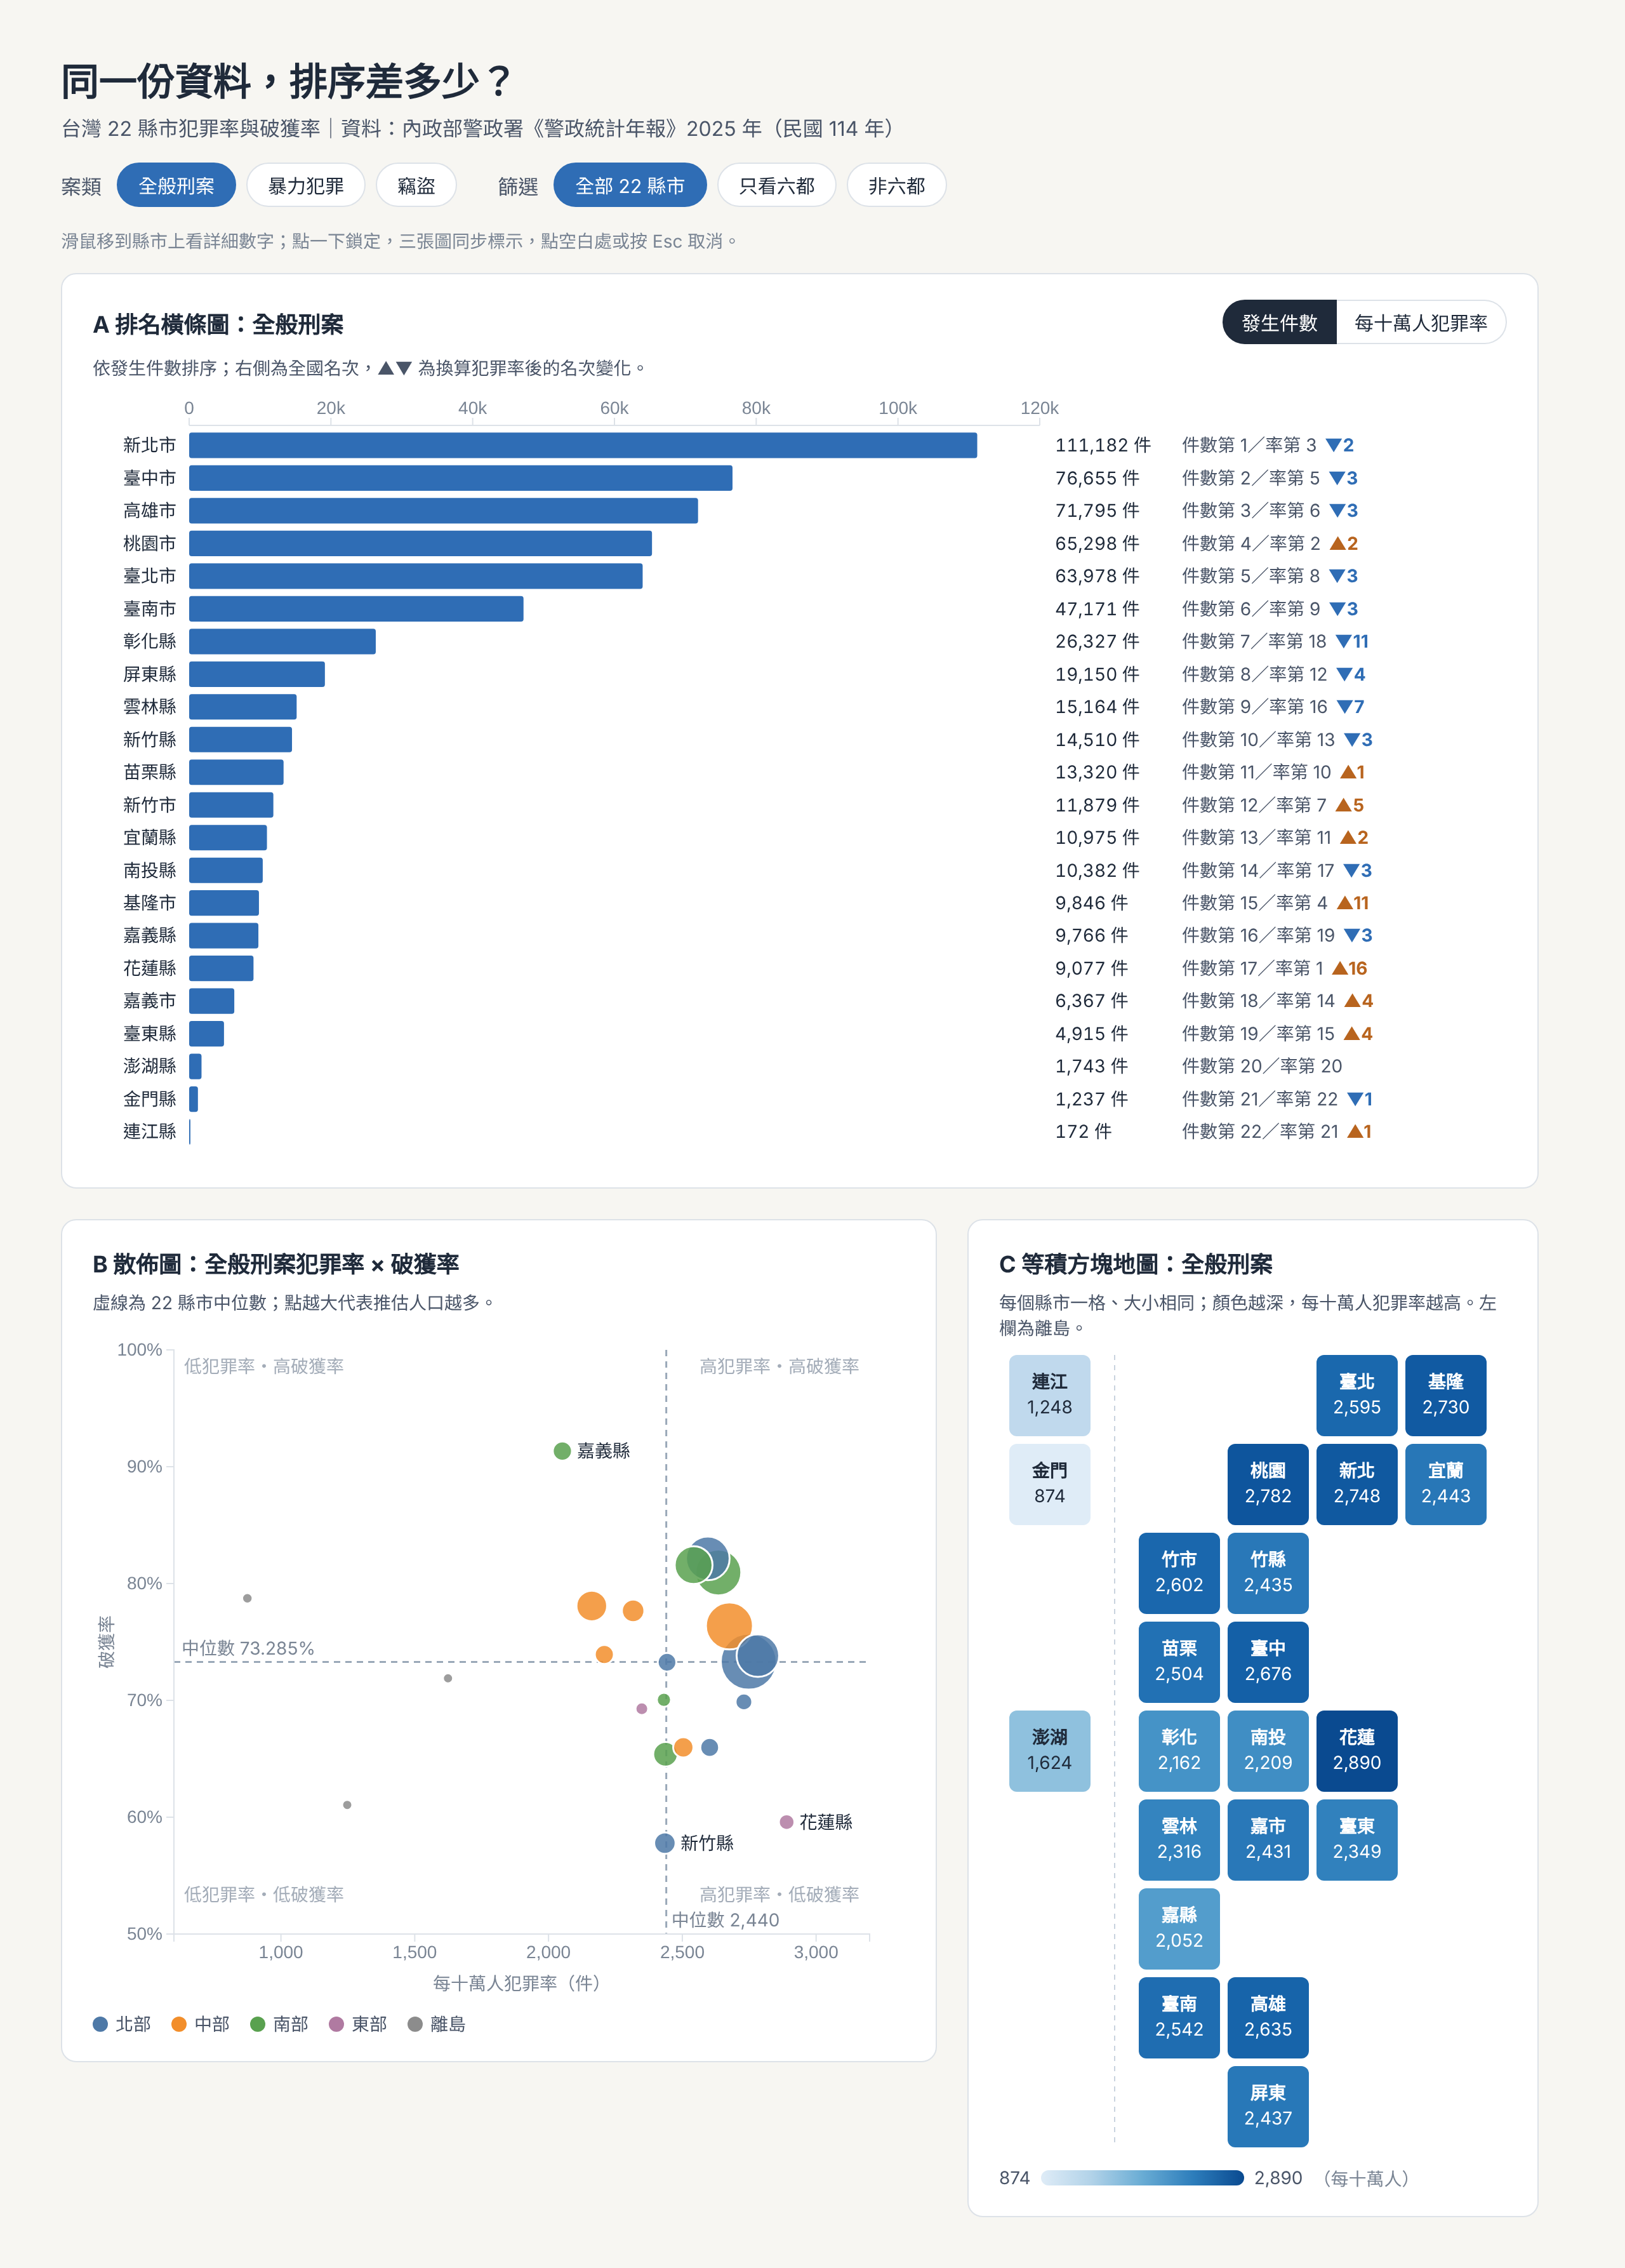 同一份資料，排序差多少？
台灣 22 縣市犯罪率與破獲率｜資料：內政部警政署《警政統計年報》2025 年（民國 114 年）
案類 全般刑案 暴力犯罪 竊盜 篩選 全部 22 縣市 只看六都 非六都
滑鼠移到縣市上看詳細數字；點一下鎖定，三張圖同步標示，點空白處或按 Esc 取消。
A 排名橫條圖：全般刑案
發生件數 每十萬人犯罪率
依發生件數排序；右側為全國名次，▲▼ 為換算犯罪率後的名次變化。
0 20k 40k 60k 80k 100k 120k
新北市 111,182 件 件數第 1／率第 3 ▼2
臺中市 76,655 件 件數第 2／率第 5 ▼3
高雄市 71,795 件 件數第 3／率第 6 ▼3
桃園市 65,298 件 件數第 4／率第 2 ▲2
臺北市 63,978 件 件數第 5／率第 8 ▼3
臺南市 47,171 件 件數第 6／率第 9 ▼3
彰化縣 26,327 件 件數第 7／率第 18 ▼11
屏東縣 19,150 件 件數第 8／率第 12 ▼4
雲林縣 15,164 件 件數第 9／率第 16 ▼7
新竹縣 14,510 件 件數第 10／率第 13 ▼3
苗栗縣 13,320 件 件數第 11／率第 10 ▲1
新竹市 11,879 件 件數第 12／率第 7 ▲5
宜蘭縣 10,975 件 件數第 13／率第 11 ▲2
南投縣 10,382 件 件數第 14／率第 17 ▼3
基隆市 9,846 件 件數第 15／率第 4 ▲11
嘉義縣 9,766 件 件數第 16／率第 19 ▼3
花蓮縣 9,077 件 件數第 17／率第 1 ▲16
嘉義市 6,367 件 件數第 18／率第 14 ▲4
臺東縣 4,915 件 件數第 19／率第 15 ▲4
澎湖縣 1,743 件 件數第 20／率第 20
金門縣 1,237 件 件數第 21／率第 22 ▼1
連江縣 172 件 件數第 22／率第 21 ▲1
B 散佈圖：全般刑案犯罪率 × 破獲率
虛線為 22 縣市中位數；點越大代表推估人口越多。
100%
低犯罪率・高破獲率 高犯罪率・高破獲率
嘉義縣
90%
80%
破獲率
中位數 73.285%
70%
60%
花蓮縣
新竹縣
低犯罪率・低破獲率 高犯罪率・低破獲率
中位數 2,440
50%
1,000 1,500 2,000 2,500 3,000
每十萬人犯罪率（件）
北部 中部 南部 東部 離島
C 等積方塊地圖：全般刑案
每個縣市一格、大小相同；顏色越深，每十萬人犯罪率越高。左
欄為離島。
連江 臺北 基隆
1,248 2,595 2,730
金門 桃園 新北 宜蘭
874 2,782 2,748 2,443
竹市 竹縣
2,602 2,435
苗栗 臺中
2,504 2,676
澎湖 彰化 南投 花蓮
1,624 2,162 2,209 2,890
雲林 嘉市 臺東
2,316 2,431 2,349
嘉縣
2,052
臺南 高雄
2,542 2,635
屏東
2,437
874 2,890 （每十萬人）